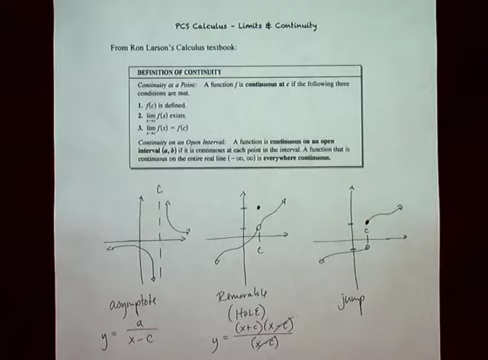 PCS Calculus - Limits & Continuity
From Ron Larson's Calculus textbook:
DEFINITION OF CONTINUITY
Continuity at a Point: A function f is continuous at c if the following three
conditions are met.
1. f(c) is defined.
2. lim f(x) exists.
x→c
3. lim f(x) = f(c)
x→c
Continuity on an Open Interval: A function is continuous on an open
interval (a, b) if it is continuous at each point in the interval. A function that is
continuous on the entire real line (−∞, ∞) is everywhere continuous.
C
c
c
asymptote
Removable
jump
(HOLE)
y = a / (x-c)
y = (x+c)(x-c) / (x-c)